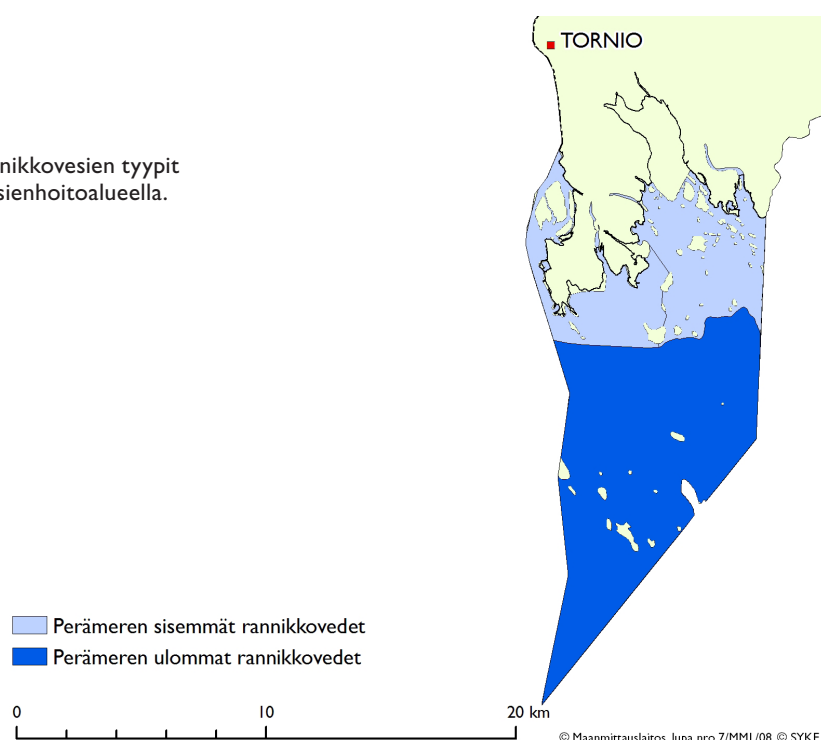 TORNIO
nnikkovesien tyypit
sienhoitoalueella.
Perämeren sisemmät rannikkovedet
Perämeren ulommat rannikkovedet
0 10 20 km
© Maanmittauslaitos, lupa nro 7/MML/08, © SYKE